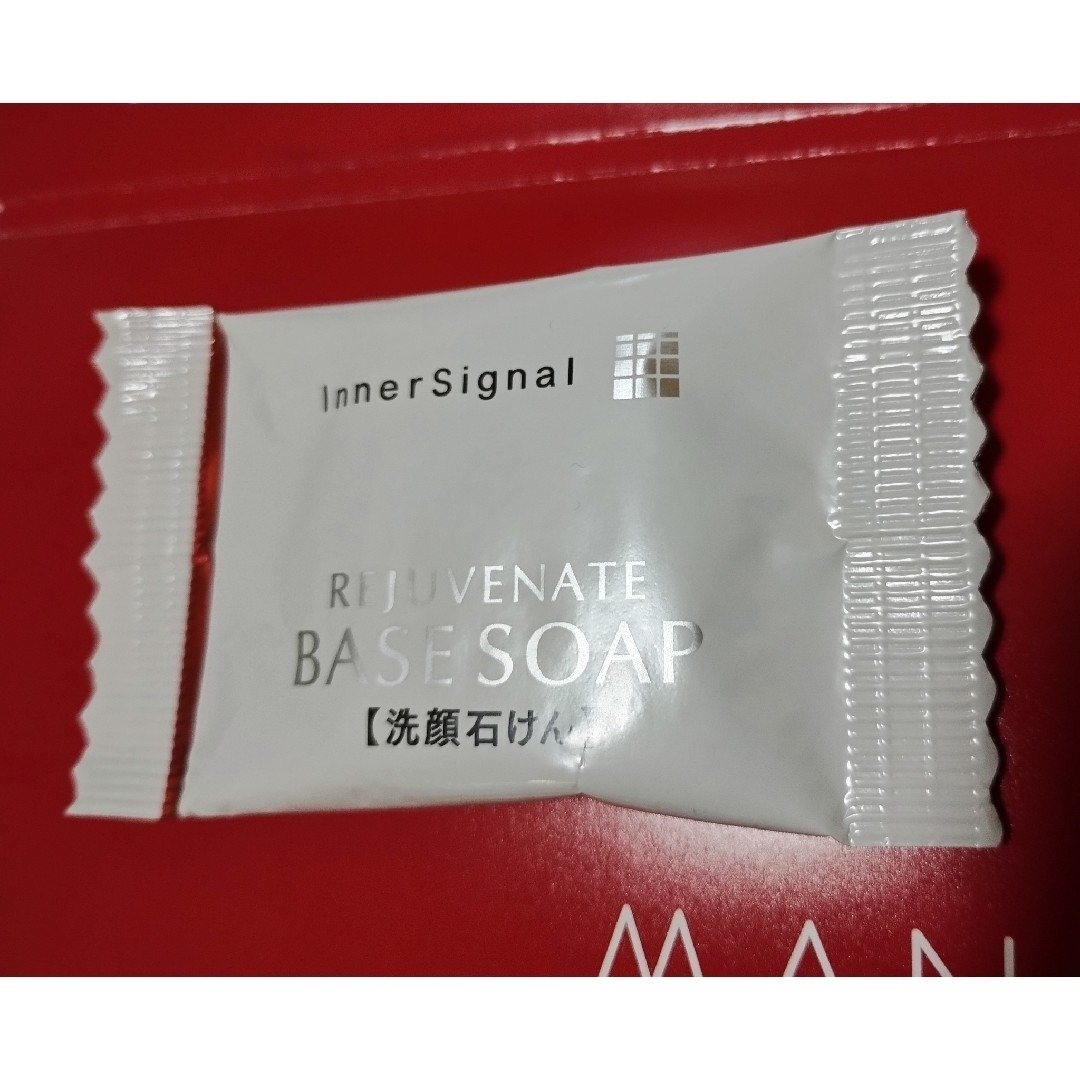 InnerSignal
REJUVENATE
BASE SOAP
【洗顔石けん】
MAN